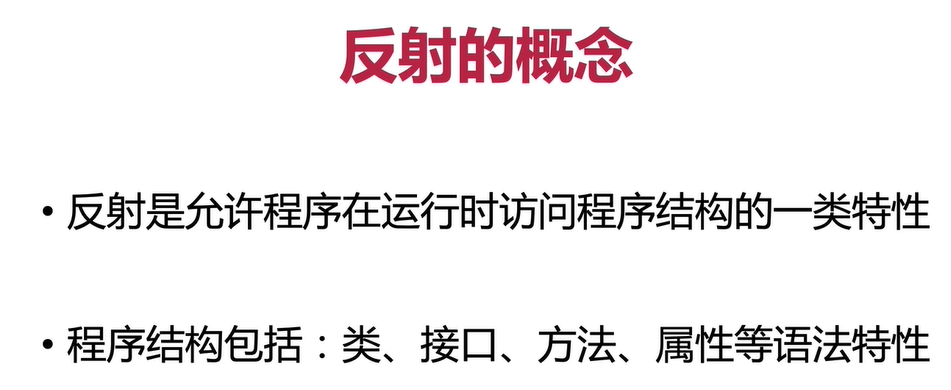 反射的概念
• 反射是允许程序在运行时访问程序结构的一类特性
• 程序结构包括：类、接口、方法、属性等语法特性